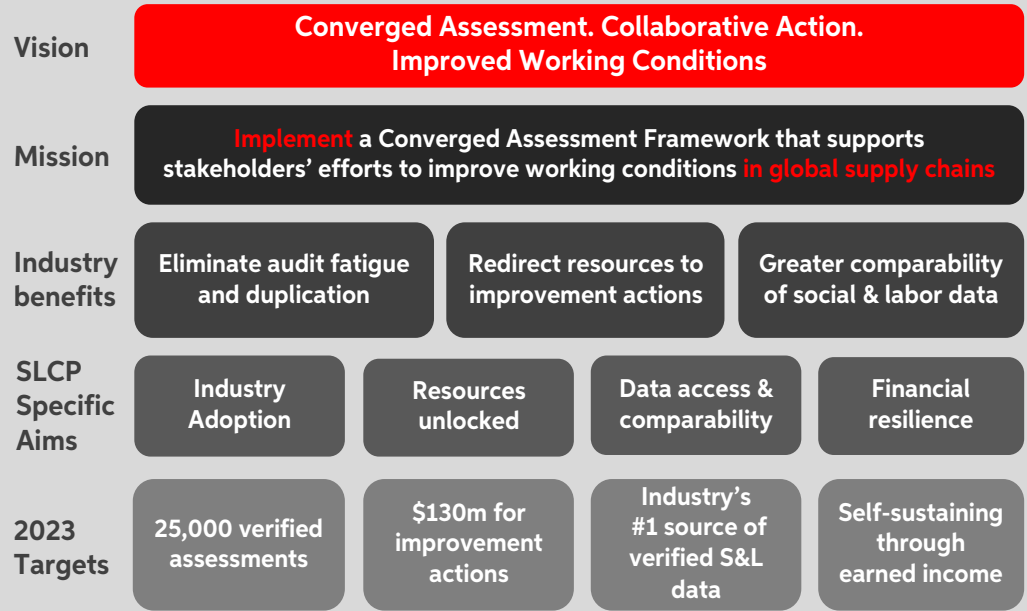 Vision
Converged Assessment. Collaborative Action.
Improved Working Conditions
Mission
Implement a Converged Assessment Framework that supports
stakeholders’ efforts to improve working conditions in global supply chains
Industry
benefits
Eliminate audit fatigue
and duplication
Redirect resources to
improvement actions
Greater comparability
of social & labor data
SLCP
Specific
Aims
Industry
Adoption
Resources
unlocked
Data access &
comparability
Financial
resilience
2023
Targets
25,000 verified
assessments
$130m for
improvement
actions
Industry’s
#1 source of
verified S&L
data
Self-sustaining
through
earned income